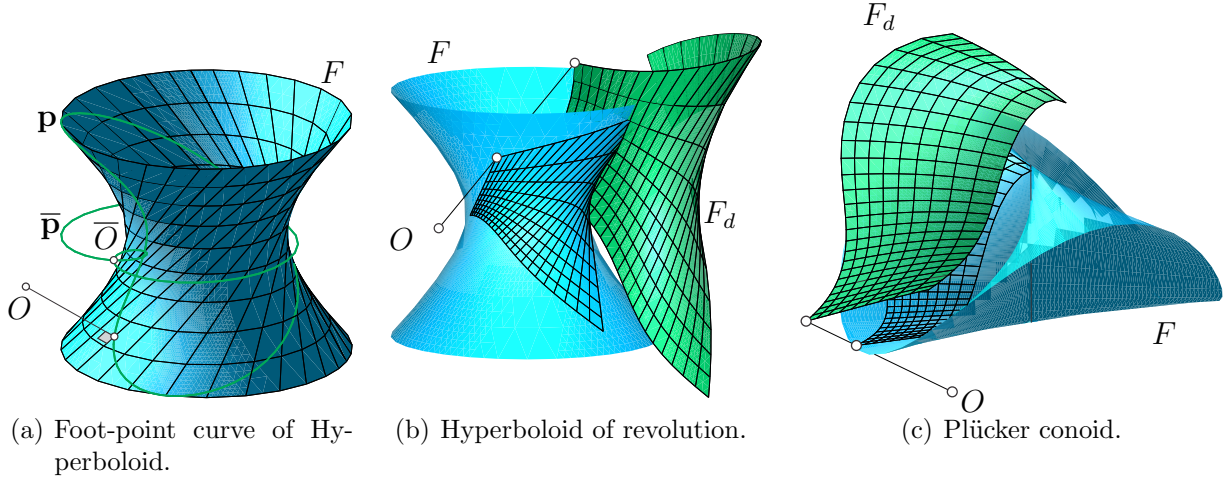 F
p
p̅
O̅
O
(a) Foot-point curve of Hy-
perboloid.
F
O
F_d
(b) Hyperboloid of revolution.
F_d
F
O
(c) Plücker conoid.